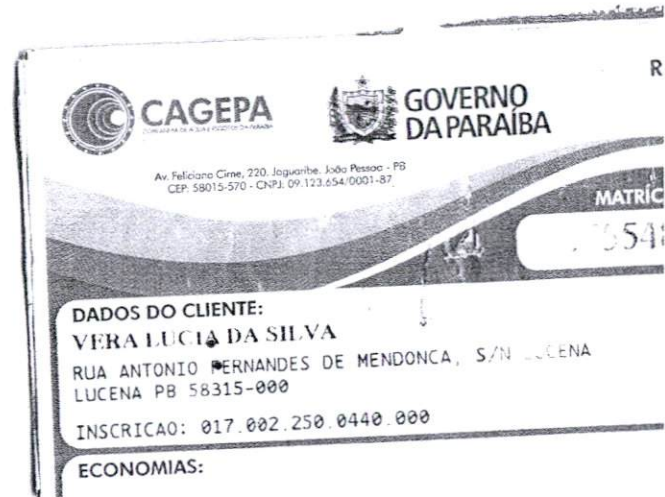 CAGEPA
GOVERNO
DA PARAÍBA
R
Av. Feliciano Cirne, 220. Jaguaribe. João Pessoa - PB
CEP: 58015-570 - CNPJ: 09.123.654/0001-87
MATRÍC
DADOS DO CLIENTE:
VERA LUCIA DA SILVA
RUA ANTONIO FERNANDES DE MENDONCA, S/N
LUCENA PB 58315-000
INSCRICAO: 017.002.250.0440.000
ECONOMIAS: